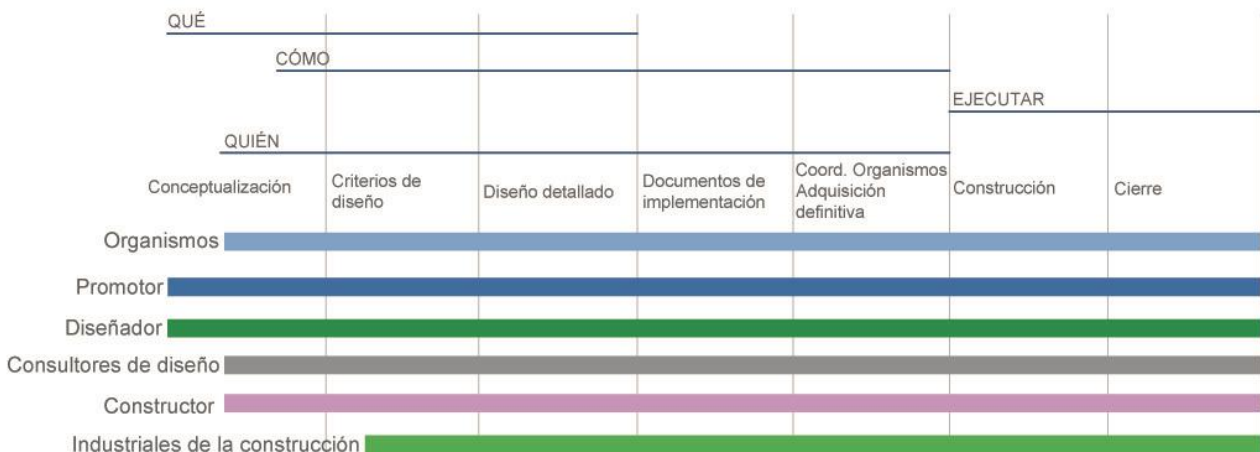 QUÉ
CÓMO
EJECUTAR
QUIÉN
Conceptualización
Criterios de
diseño
Diseño detallado
Documentos de
implementación
Coord. Organismos
Adquisición
definitiva
Construcción
Cierre
Organismos
Promotor
Diseñador
Consultores de diseño
Constructor
Industriales de la construcción